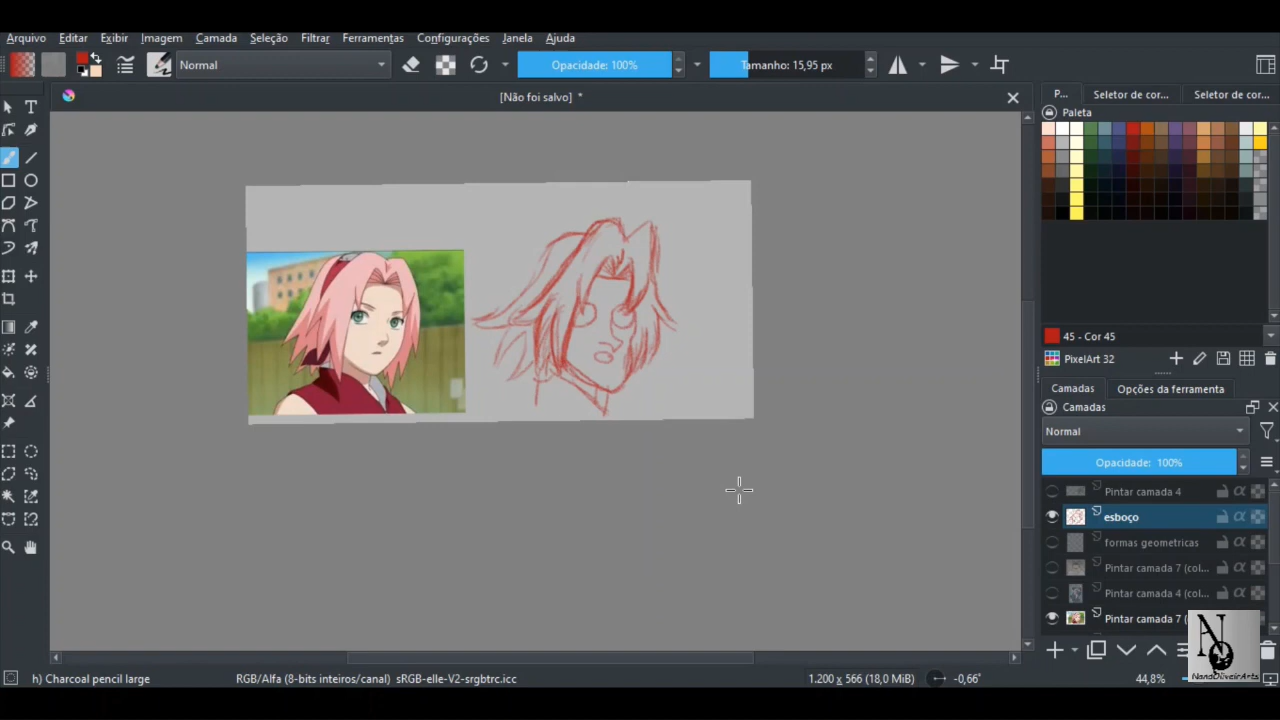 Arquivo Editar Exibir Imagem Camada Seleção Filtrar Ferramentas Configurações Janela Ajuda
Normal Opacidade: 100% Tamanho: 15,95 px
[Não foi salvo] *
P... Seletor de cor... Seletor de cor...
Paleta
45 - Cor 45
PixelArt 32
Camadas Opções da ferramenta
Camadas
Normal
Opacidade: 100%
Pintar camada 4
esboço
formas geometricas
Pintar camada 7 (col...
Pintar camada 4 (col...
Pintar camada 7 (
NandOliveirArts
h) Charcoal pencil large RGB/Alfa (8-bits inteiros/canal) sRGB-elle-V2-srgbtrc.icc 1.200 x 566 (18,0 MiB) -0,66° 44,8%